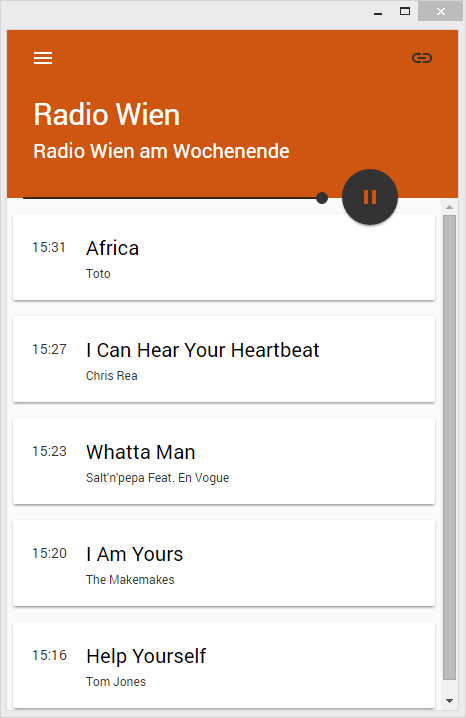 Radio Wien
Radio Wien am Wochenende
15:31 Africa
Toto
15:27 I Can Hear Your Heartbeat
Chris Rea
15:23 Whatta Man
Salt'n'pepa Feat. En Vogue
15:20 I Am Yours
The Makemakes
15:16 Help Yourself
Tom Jones